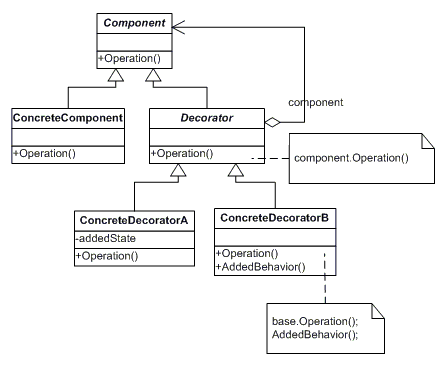 Component
+Operation()
component
ConcreteComponent
+Operation()
Decorator
+Operation()
component.Operation()
ConcreteDecoratorA
-addedState
+Operation()
ConcreteDecoratorB
+Operation()
+AddedBehavior()
base.Operation();
AddedBehavior();